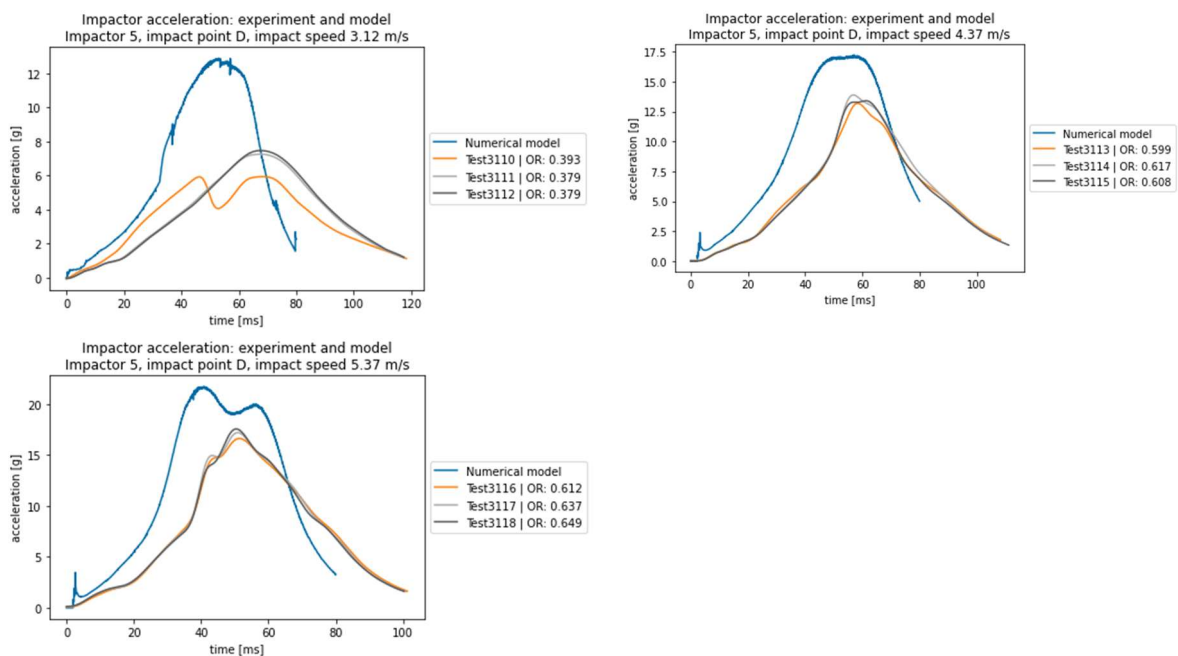 Impactor acceleration: experiment and model
Impactor 5, impact point D, impact speed 3.12 m/s
acceleration [g]
12
10
8
6
4
2
0
0 20 40 60 80 100 120
time [ms]
Numerical model
Test3110 | OR: 0.393
Test3111 | OR: 0.379
Test3112 | OR: 0.379
Impactor acceleration: experiment and model
Impactor 5, impact point D, impact speed 4.37 m/s
acceleration [g]
17.5
15.0
12.5
10.0
7.5
5.0
2.5
0.0
0 20 40 60 80 100
time [ms]
Numerical model
Test3113 | OR: 0.599
Test3114 | OR: 0.617
Test3115 | OR: 0.608
Impactor acceleration: experiment and model
Impactor 5, impact point D, impact speed 5.37 m/s
acceleration [g]
20
15
10
5
0
0 20 40 60 80 100
time [ms]
Numerical model
Test3116 | OR: 0.612
Test3117 | OR: 0.637
Test3118 | OR: 0.649